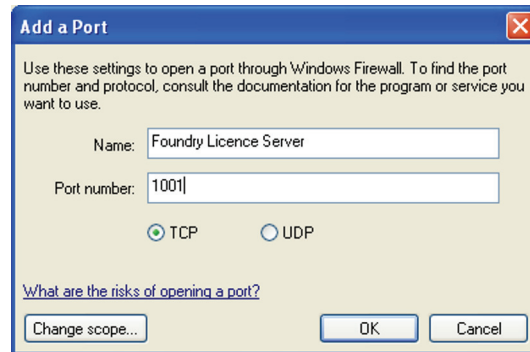 Add a Port
Use these settings to open a port through Windows Firewall. To find the port
number and protocol, consult the documentation for the program or service you
want to use.
Name: Foundry Licence Server
Port number: 1001
TCP UDP
What are the risks of opening a port?
Change scope... OK Cancel